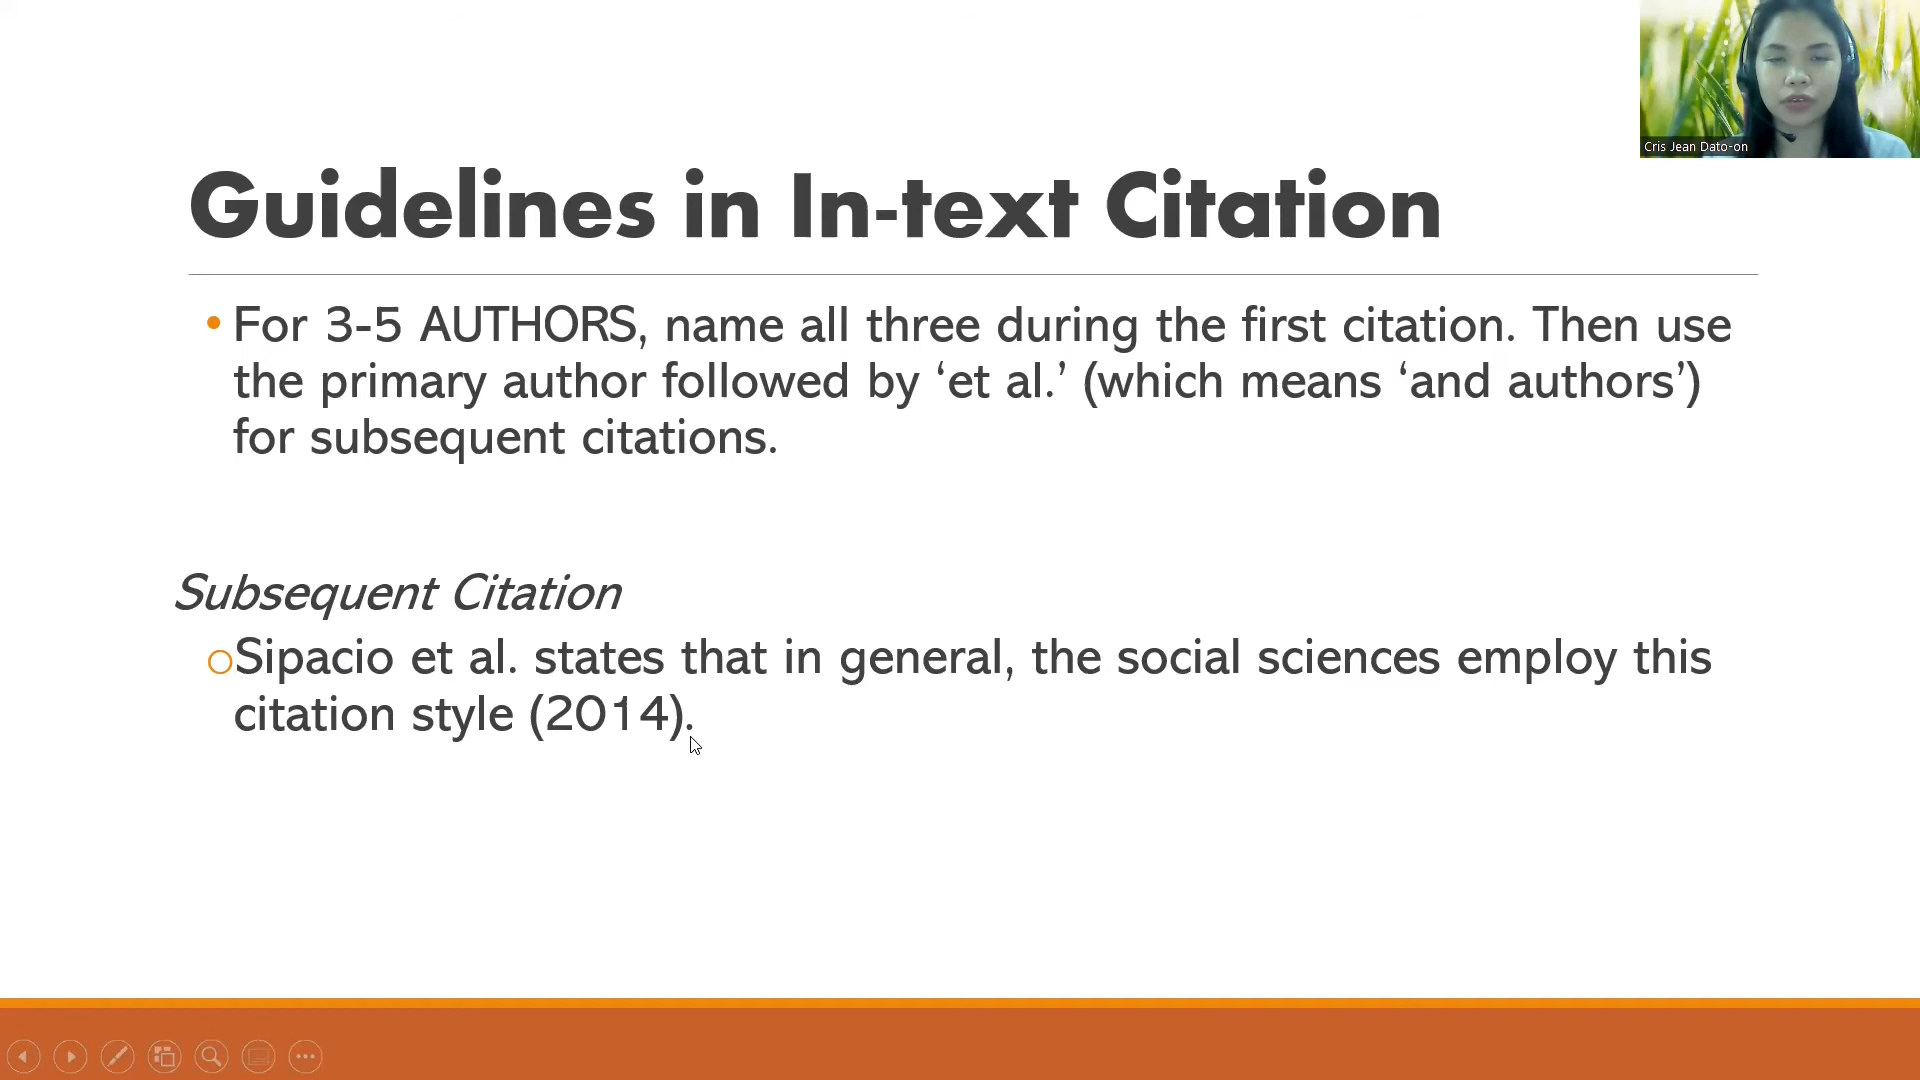 Cris Jean Dato-on
Guidelines in In-text Citation
• For 3-5 AUTHORS, name all three during the first citation. Then use
the primary author followed by ‘et al.’ (which means ‘and authors’)
for subsequent citations.
Subsequent Citation
oSipacio et al. states that in general, the social sciences employ this
citation style (2014).